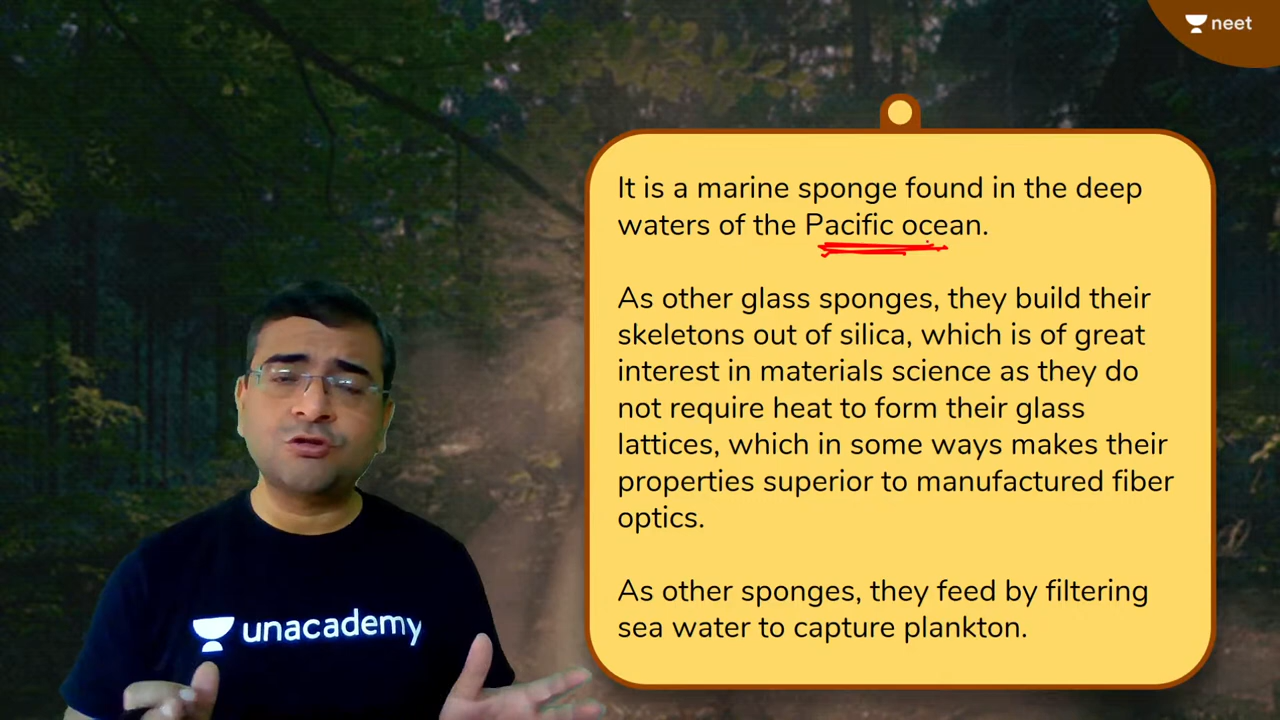 neet
It is a marine sponge found in the deep
waters of the Pacific ocean.
As other glass sponges, they build their
skeletons out of silica, which is of great
interest in materials science as they do
not require heat to form their glass
lattices, which in some ways makes their
properties superior to manufactured fiber
optics.
As other sponges, they feed by filtering
sea water to capture plankton.
unacademy